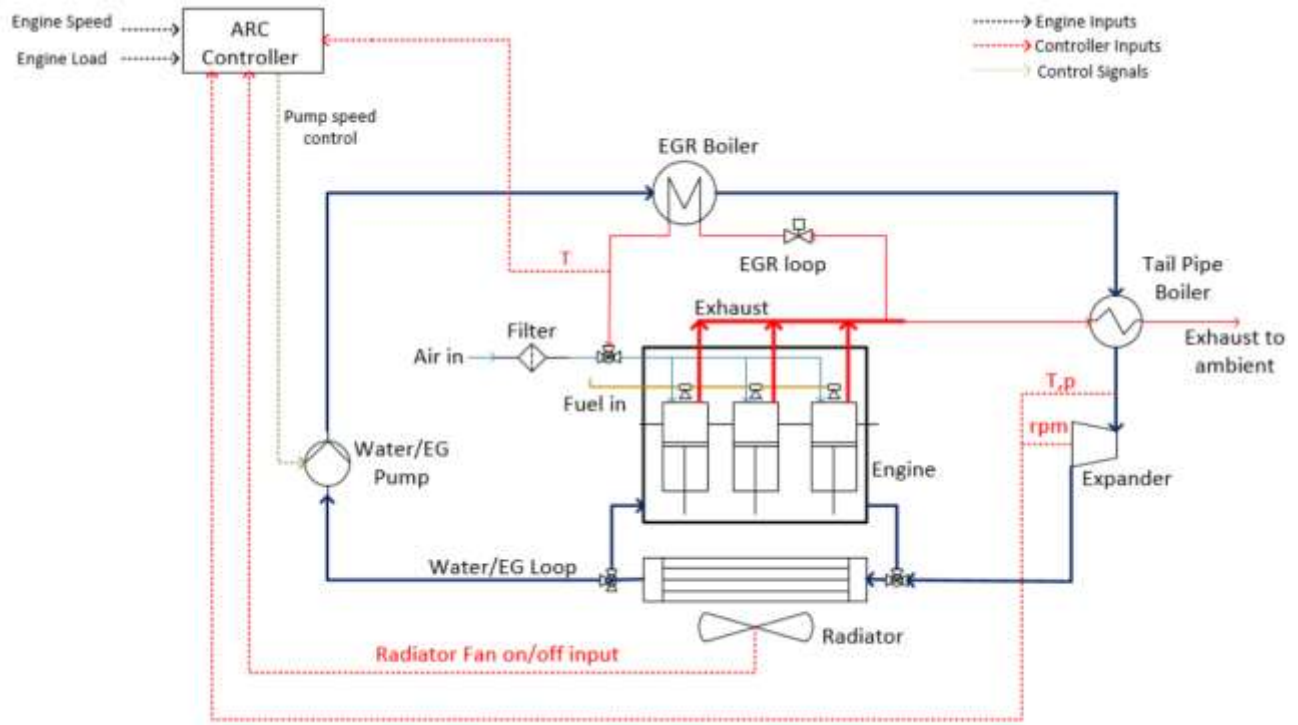 Engine Speed
Engine Load
ARC
Controller
Engine Inputs
Controller Inputs
Control Signals
Pump speed
control
EGR Boiler
T
EGR loop
Tail Pipe
Boiler
Exhaust
Filter
Air in
Exhaust to
ambient
Fuel in
T,p
rpm
Water/EG
Pump
Engine
Expander
Water/EG Loop
Radiator
Radiator Fan on/off input